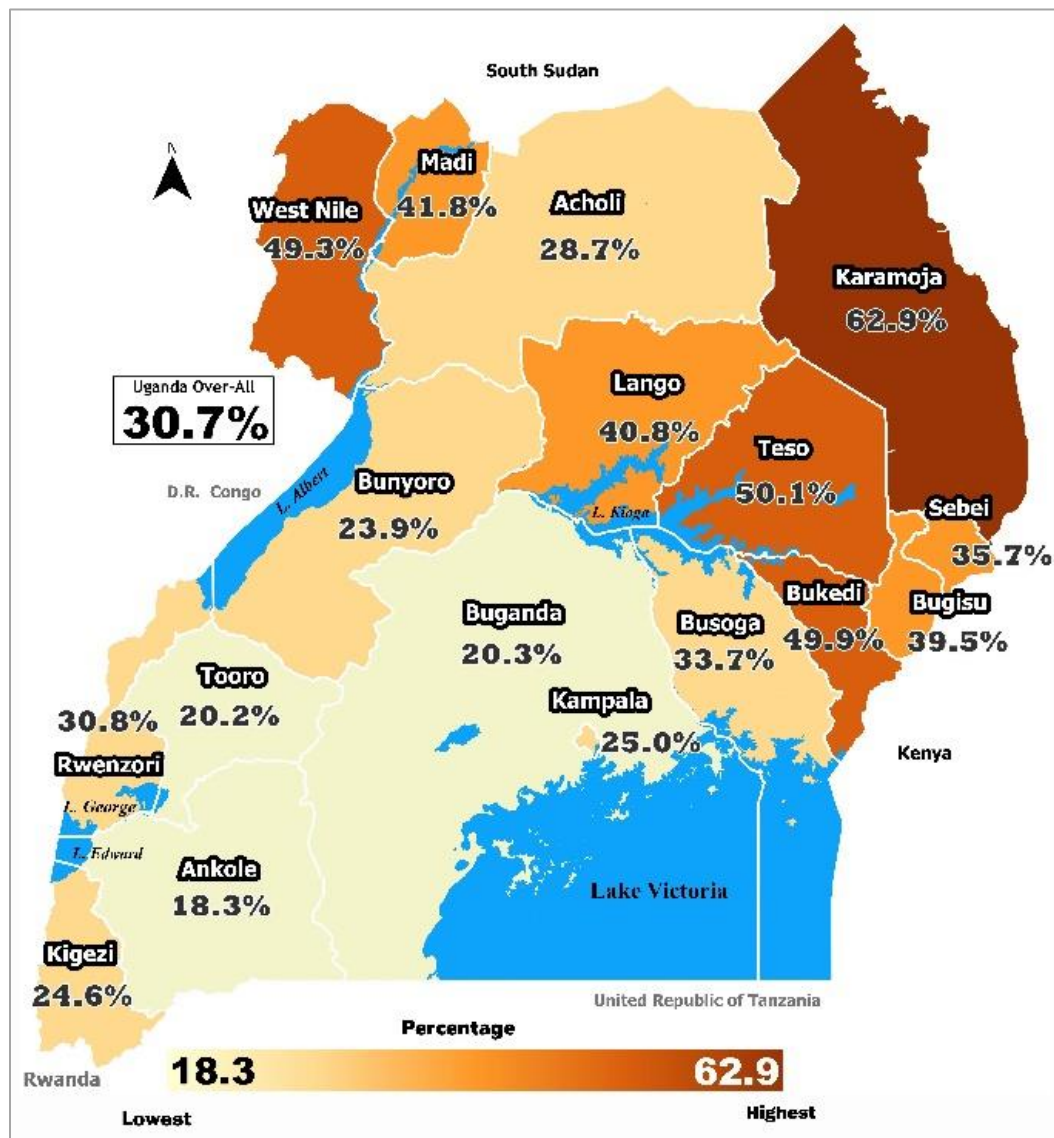 South Sudan
N
Madi
41.8%
West Nile
49.3%
Acholi
28.7%
Karamoja
62.9%
Uganda Over-All
30.7%
Lango
40.8%
Teso
50.1%
D.R. Congo
L. Albert
Bunyoro
23.9%
L. Kioga
Sebei
35.7%
Bukedi
49.9%
Bugisu
39.5%
Buganda
20.3%
Busoga
33.7%
Tooro
20.2%
Kampala
25.0%
30.8%
Rwenzori
Kenya
L. George
L. Edward
Ankole
18.3%
Lake Victoria
Kigezi
24.6%
United Republic of Tanzania
Percentage
18.3
62.9
Rwanda
Lowest
Highest